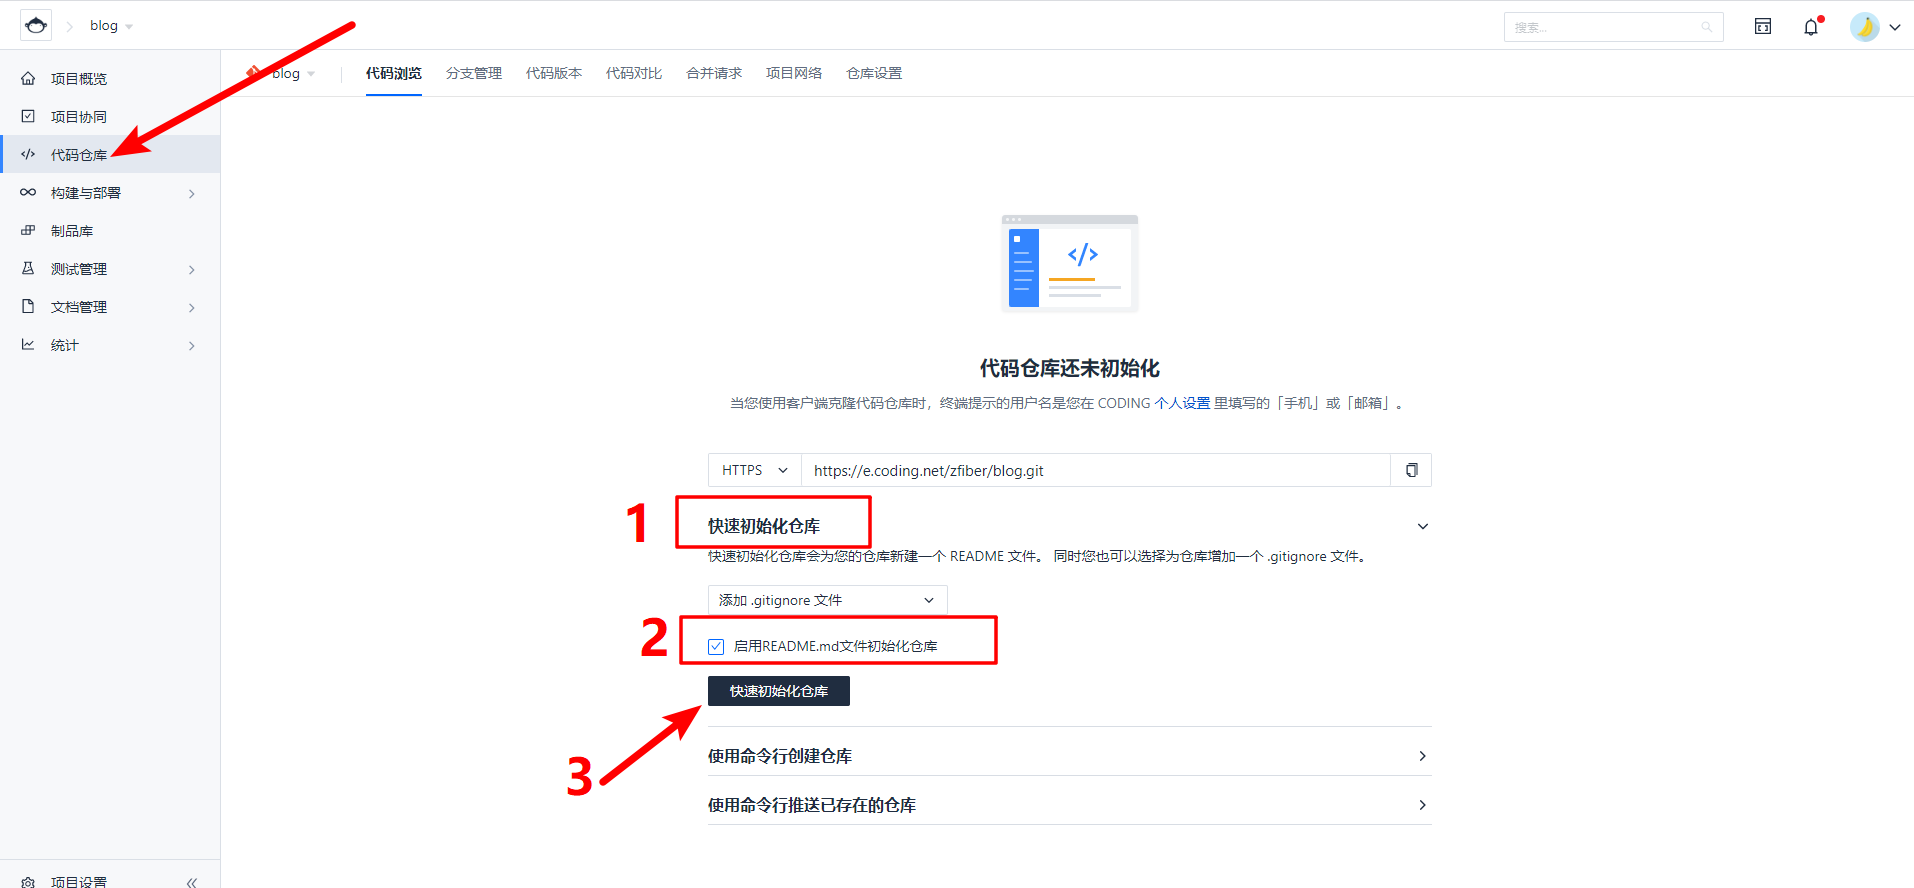 blog
搜索...
项目概览
项目协同
代码仓库
构建与部署
制品库
测试管理
文档管理
统计
项目设置
blog
代码浏览
分支管理
代码版本
代码对比
合并请求
项目网络
仓库设置
代码仓库还未初始化
当您使用客户端克隆代码仓库时，终端提示的用户名是您在 CODING 个人设置 里填写的「手机」或「邮箱」。
HTTPS
https://e.coding.net/zfiber/blog.git
1
快速初始化仓库
快速初始化仓库会为您的仓库新建一个 README 文件。 同时您也可以选择为仓库增加一个 .gitignore 文件。
添加 .gitignore 文件
2
启用README.md文件初始化仓库
快速初始化仓库
3
使用命令行创建仓库
使用命令行推送已存在的仓库